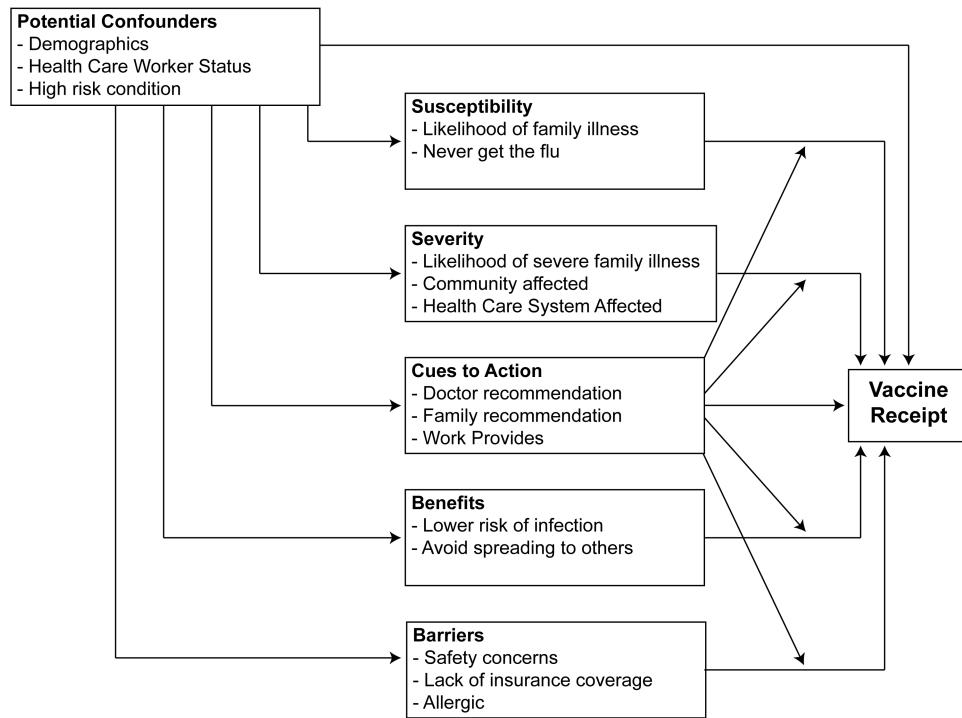 Potential Confounders
- Demographics
- Health Care Worker Status
- High risk condition
Susceptibility
- Likelihood of family illness
- Never get the flu
Severity
- Likelihood of severe family illness
- Community affected
- Health Care System Affected
Cues to Action
- Doctor recommendation
- Family recommendation
- Work Provides
Vaccine
Receipt
Benefits
- Lower risk of infection
- Avoid spreading to others
Barriers
- Safety concerns
- Lack of insurance coverage
- Allergic